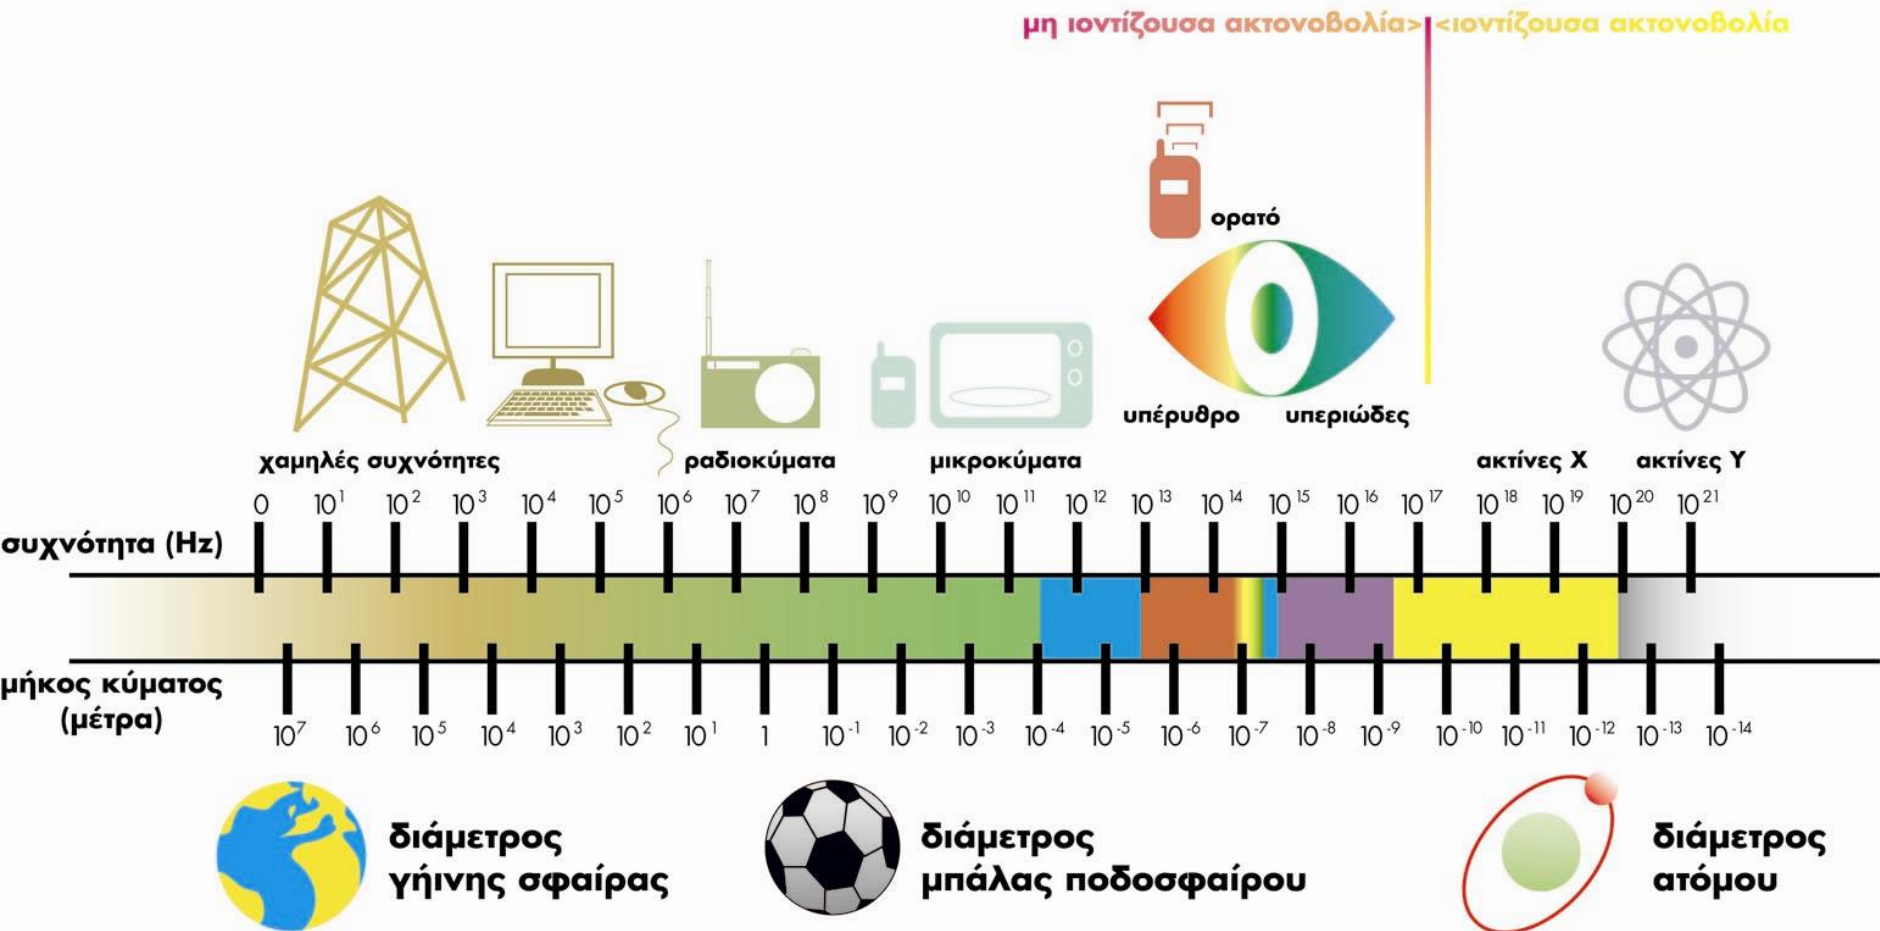 μη ιοντίζουσα ακτονοβολία> <ιοντίζουσα ακτονοβολία
ορατό
υπέρυθρο υπεριώδες
χαμηλές συχνότητες ραδιοκύματα μικροκύματα ακτίνες Χ ακτίνες Υ
0 10¹ 10² 10³ 10⁴ 10⁵ 10⁶ 10⁷ 10⁸ 10⁹ 10¹⁰ 10¹¹ 10¹² 10¹³ 10¹⁴ 10¹⁵ 10¹⁶ 10¹⁷ 10¹⁸ 10¹⁹ 10²⁰ 10²¹
συχνότητα (Hz)
μήκος κύματος
(μέτρα)
10⁷ 10⁶ 10⁵ 10⁴ 10³ 10² 10¹ 1 10⁻¹ 10⁻² 10⁻³ 10⁻⁴ 10⁻⁵ 10⁻⁶ 10⁻⁷ 10⁻⁸ 10⁻⁹ 10⁻¹⁰ 10⁻¹¹ 10⁻¹² 10⁻¹³ 10⁻¹⁴
διάμετρος
γήινης σφαίρας
διάμετρος
μπάλας ποδοσφαίρου
διάμετρος
ατόμου